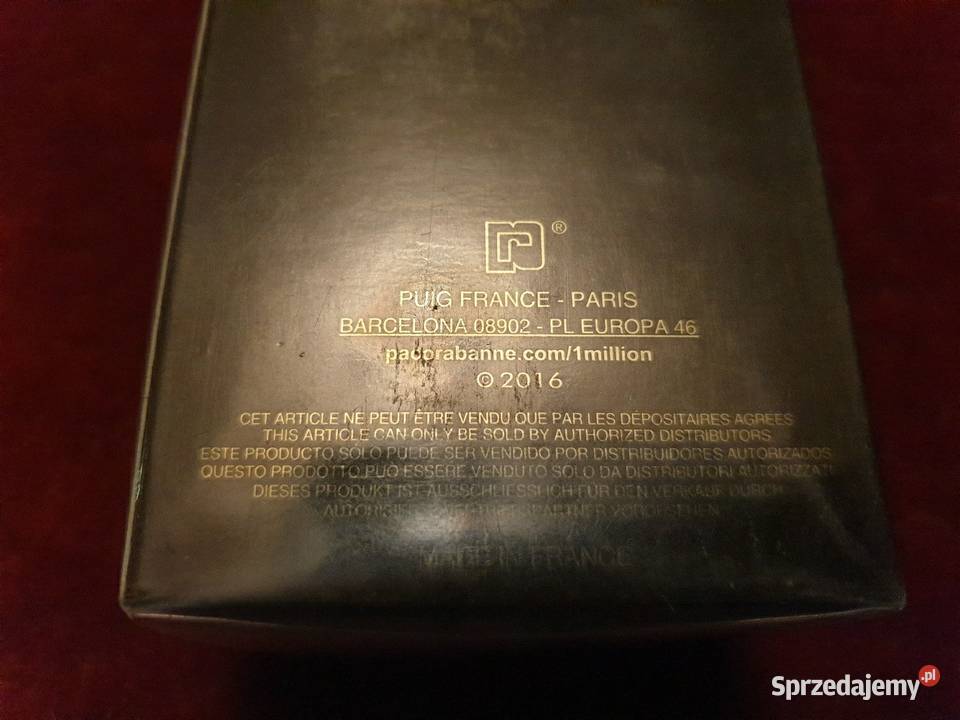 ®
PUIG FRANCE - PARIS
BARCELONA 08902 - PL EUROPA 46
pacorabanne.com/1million
© 2016
CET ARTICLE NE PEUT ÊTRE VENDU QUE PAR LES DÉPOSITAIRES AGREES
THIS ARTICLE CAN ONLY BE SOLD BY AUTHORIZED DISTRIBUTORS
ESTE PRODUCTO SOLO PUEDE SER VENDIDO POR DISTRIBUIDORES AUTORIZADOS
QUESTO PRODOTTO PUO ESSERE VENDUTO SOLO DA DISTRIBUTORI AUTORIZZATI
DIESES PRODUKT IST AUSSCHLIESSLICH FÜR DEN VERKAUF DURCH
MADE IN FRANCE
Sprzedajemy.pl